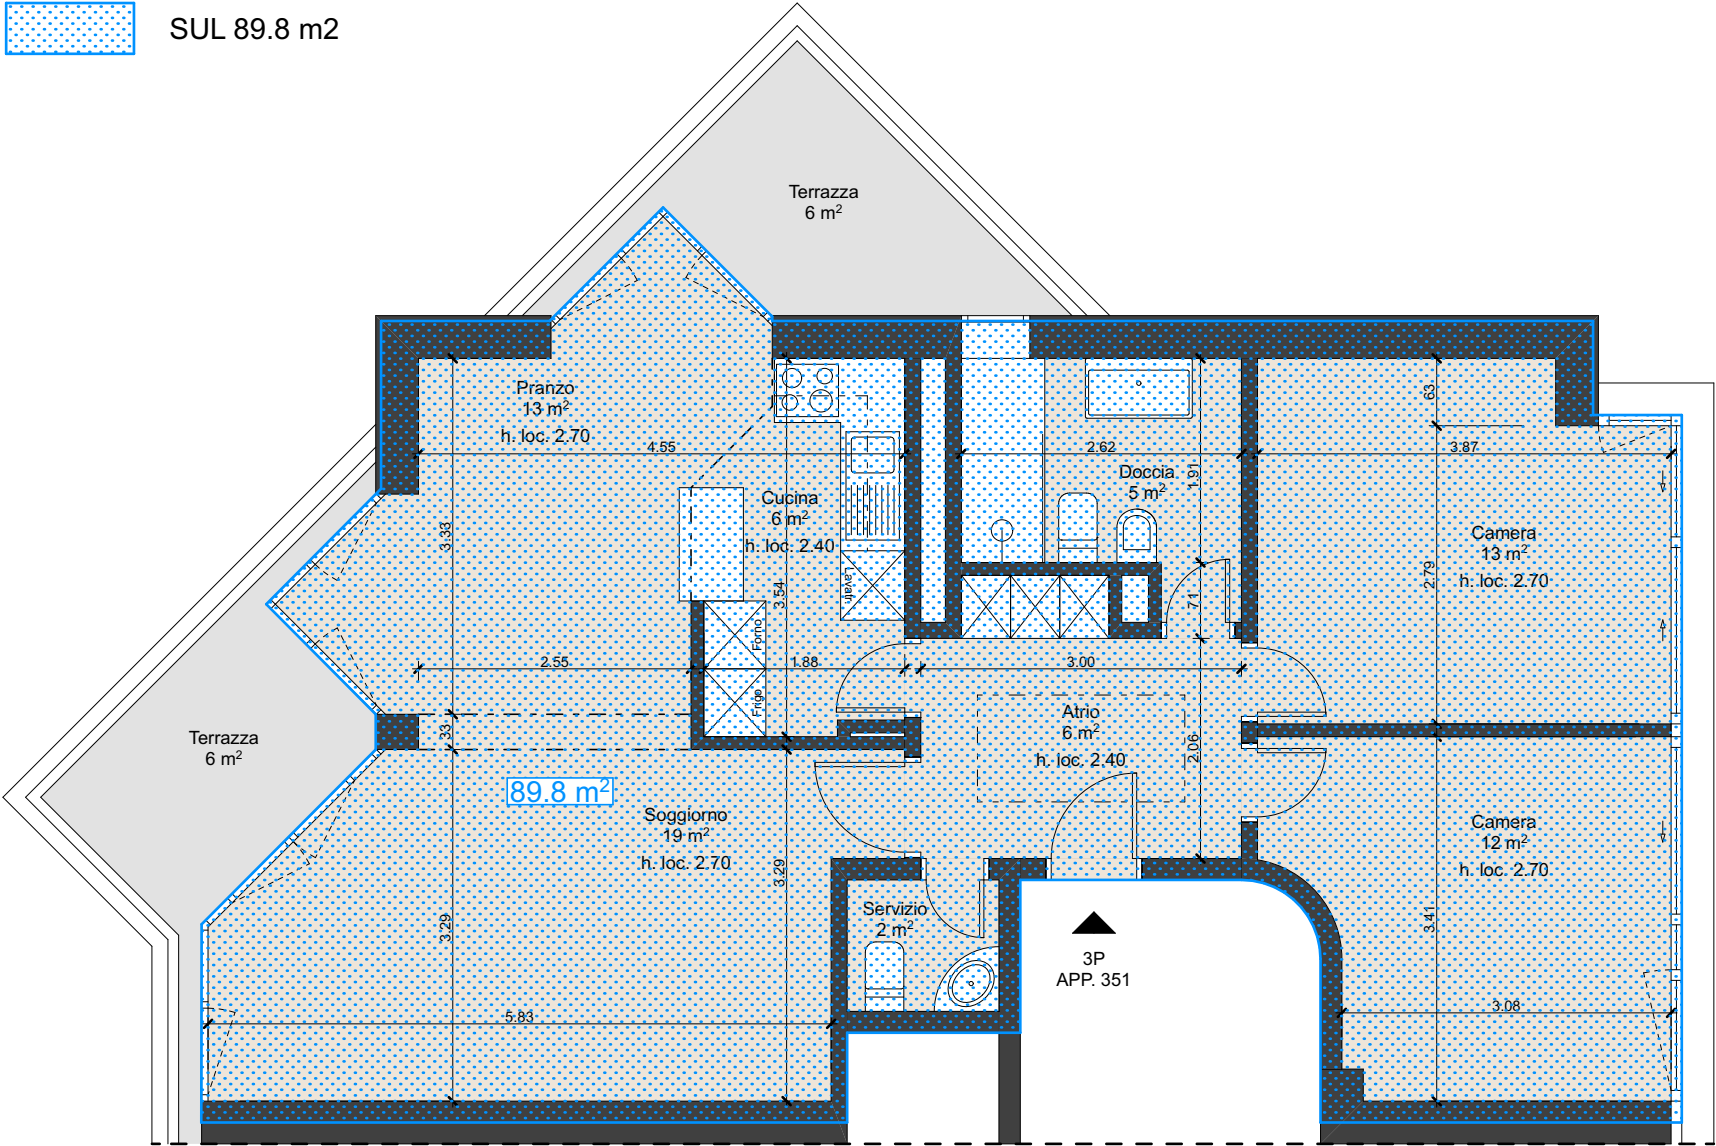 SUL 89.8 m2
Terrazza
6 m²
Pranzo
13 m²
h. loc. 2.70
4.55
2.62
3.87
63
1.91
Doccia
5 m²
Cucina
6 m²
h. loc. 2.40
3.33
3.54
Lavatr.
71
2.79
Camera
13 m²
h. loc. 2.70
Forno
Frigo
2.55
1.88
3.00
Atrio
6 m²
h. loc. 2.40
2.06
33
Terrazza
6 m²
89.8 m²
Soggiorno
19 m²
h. loc. 2.70
3.29
3.29
Camera
12 m²
h. loc. 2.70
3.41
Servizio
2 m²
3P
APP. 351
5.83
3.08